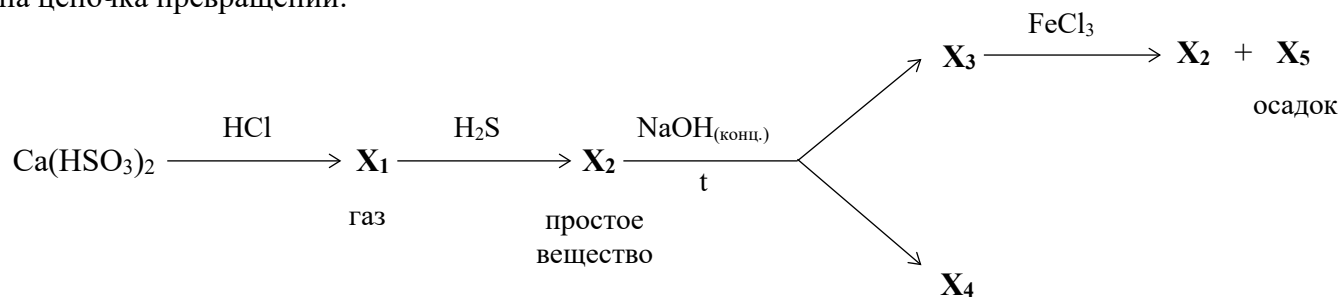 на цепочка превращений:
FeCl₃
X₃ X₂ + X₅
осадок
HCl H₂S NaOH(конц.)
Ca(HSO₃)₂ X₁ X₂
t
газ простое
вещество
X₄